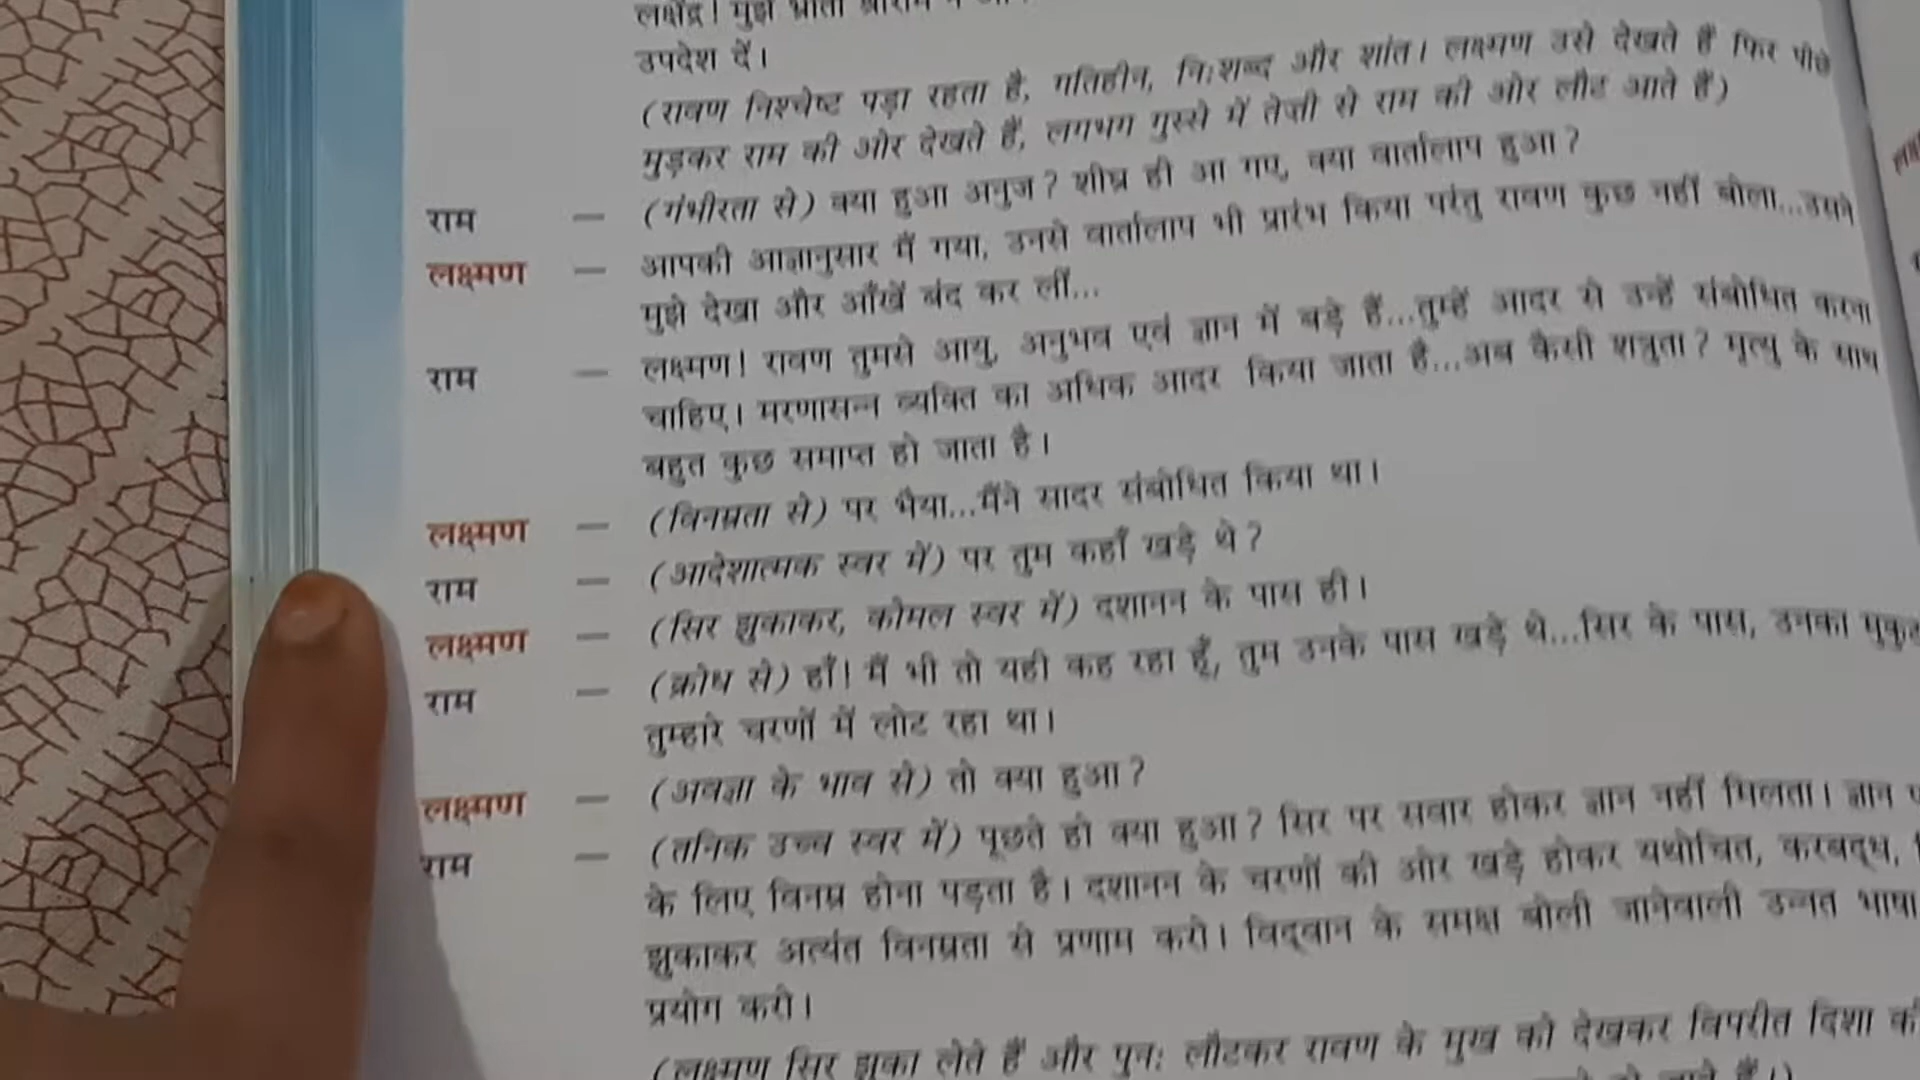 लक्षेंद्र! मुझे भ्राता श्रीराम ने
उपदेश दें।
(रावण निश्चेष्ट पड़ा रहता है, गतिहीन, निःशब्द और शांत। लक्ष्मण उसे देखते हैं फिर पीछे
मुड़कर राम की ओर देखते हैं, लगभग गुस्से में तेज़ी से राम की ओर लौट आते हैं)
राम — (गंभीरता से) क्या हुआ अनुज? शीघ्र ही आ गए, क्या वार्तालाप हुआ?
लक्ष्मण — आपकी आज्ञानुसार मैं गया, उनसे वार्तालाप भी प्रारंभ किया परंतु रावण कुछ नहीं बोला...उसने
मुझे देखा और आँखें बंद कर लीं...
राम — लक्ष्मण! रावण तुमसे आयु, अनुभव एवं ज्ञान में बड़े हैं...तुम्हें आदर से उन्हें संबोधित करना
चाहिए। मरणासन्न व्यक्ति का अधिक आदर किया जाता है...अब कैसी शत्रुता? मृत्यु के साथ
बहुत कुछ समाप्त हो जाता है।
लक्ष्मण — (विनम्रता से) पर भैया...मैंने सादर संबोधित किया था।
राम — (आदेशात्मक स्वर में) पर तुम कहाँ खड़े थे?
लक्ष्मण — (सिर झुकाकर, कोमल स्वर में) दशानन के पास ही।
राम — (क्रोध से) हाँ! मैं भी तो यही कह रहा हूँ, तुम उनके पास खड़े थे...सिर के पास, उनका मुकुट
तुम्हारे चरणों में लोट रहा था।
लक्ष्मण — (अवज्ञा के भाव से) तो क्या हुआ?
राम — (तनिक उच्च स्वर में) पूछते हो क्या हुआ? सिर पर सवार होकर ज्ञान नहीं मिलता। ज्ञान
के लिए विनम्र होना पड़ता है। दशानन के चरणों की ओर खड़े होकर यथोचित, करबद्ध,
झुकाकर अत्यंत विनम्रता से प्रणाम करो। विद्वान के समक्ष बोली जानेवाली उन्नत भाषा
प्रयोग करो।
(लक्ष्मण सिर झुका लेते हैं और पुनः लौटकर रावण के मुख को देखकर विपरीत दिशा की